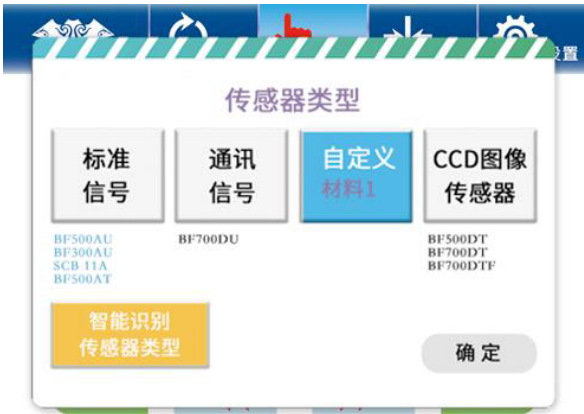 置
传感器类型
标准
信号
通讯
信号
自定义
材料1
CCD图像
传感器
BF500AU
BF300AU
SCB 11A
BF500AT
BF700DU
BF500DT
BF700DT
BF700DTF
智能识别
传感器类型
确定